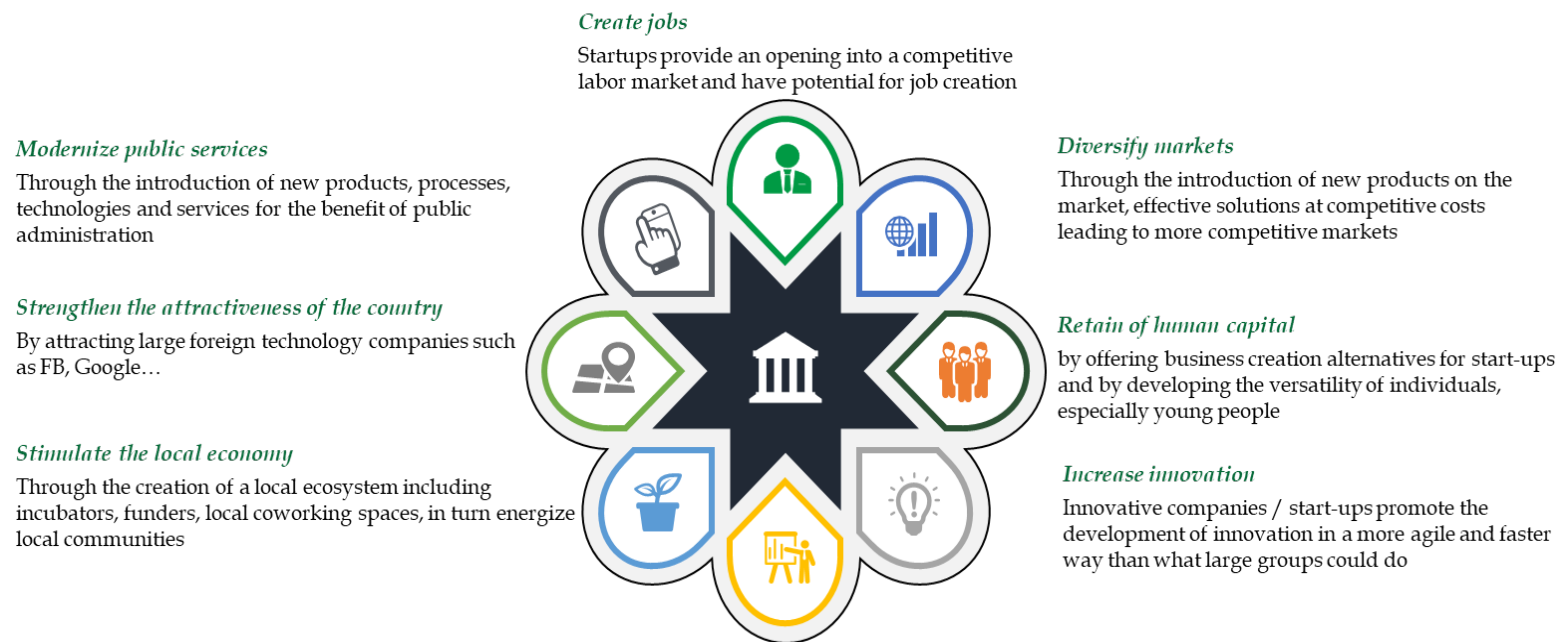 Create jobs
Startups provide an opening into a competitive
labor market and have potential for job creation
Modernize public services
Through the introduction of new products, processes,
technologies and services for the benefit of public
administration
Strengthen the attractiveness of the country
By attracting large foreign technology companies such
as FB, Google…
Stimulate the local economy
Through the creation of a local ecosystem including
incubators, funders, local coworking spaces, in turn energize
local communities
Diversify markets
Through the introduction of new products on the
market, effective solutions at competitive costs
leading to more competitive markets
Retain of human capital
by offering business creation alternatives for start-ups
and by developing the versatility of individuals,
especially young people
Increase innovation
Innovative companies / start-ups promote the
development of innovation in a more agile and faster
way than what large groups could do